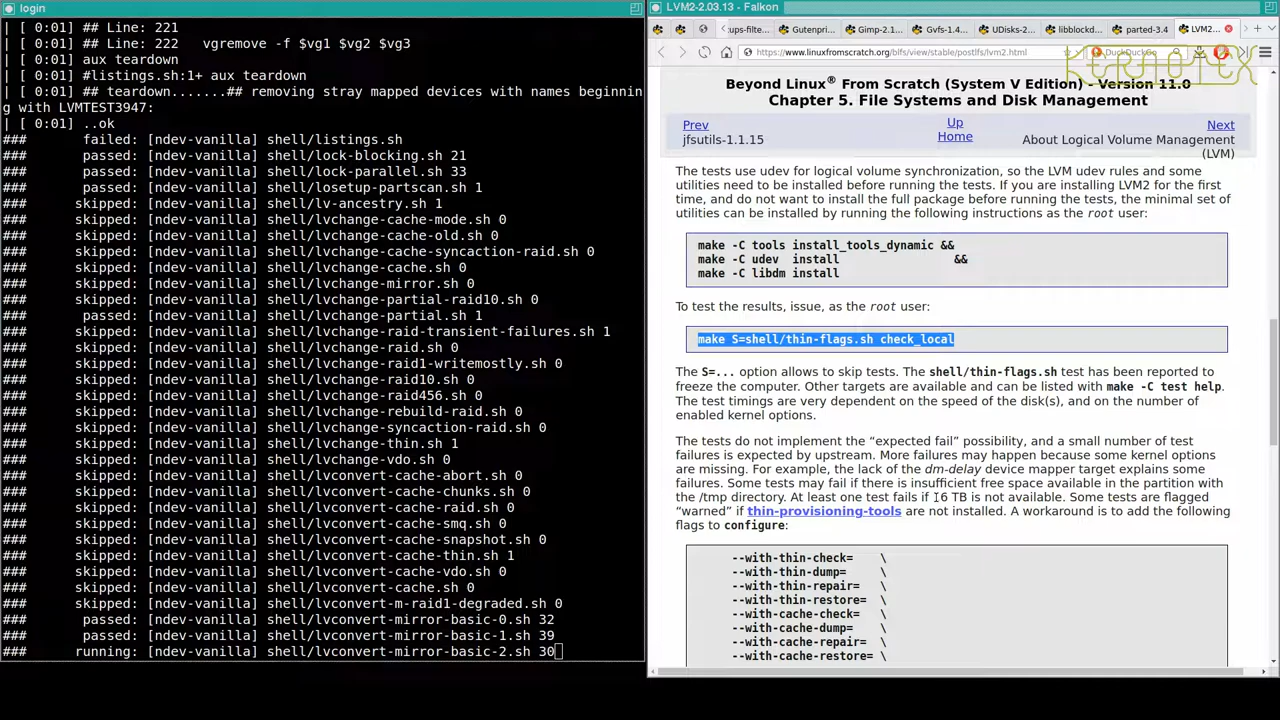 login
| [ 0:01] ## Line: 221
| [ 0:01] ## Line: 222   vgremove -f $vg1 $vg2 $vg3
| [ 0:01] aux teardown
| [ 0:01] #listings.sh:1+ aux teardown
| [ 0:01] ## teardown.......## removing stray mapped devices with names beginnin
g with LVMTEST3947:
| [ 0:01] ..ok
###       failed: [ndev-vanilla] shell/listings.sh
###       passed: [ndev-vanilla] shell/lock-blocking.sh 21
###       passed: [ndev-vanilla] shell/lock-parallel.sh 33
###       passed: [ndev-vanilla] shell/losetup-partscan.sh 1
###      skipped: [ndev-vanilla] shell/lv-ancestry.sh 1
###      skipped: [ndev-vanilla] shell/lvchange-cache-mode.sh 0
###      skipped: [ndev-vanilla] shell/lvchange-cache-old.sh 0
###      skipped: [ndev-vanilla] shell/lvchange-cache-syncaction-raid.sh 0
###      skipped: [ndev-vanilla] shell/lvchange-cache.sh 0
###      skipped: [ndev-vanilla] shell/lvchange-mirror.sh 0
###      skipped: [ndev-vanilla] shell/lvchange-partial-raid10.sh 0
###       passed: [ndev-vanilla] shell/lvchange-partial.sh 1
###      skipped: [ndev-vanilla] shell/lvchange-raid-transient-failures.sh 1
###      skipped: [ndev-vanilla] shell/lvchange-raid.sh 0
###      skipped: [ndev-vanilla] shell/lvchange-raid1-writemostly.sh 0
###      skipped: [ndev-vanilla] shell/lvchange-raid10.sh 0
###      skipped: [ndev-vanilla] shell/lvchange-raid456.sh 0
###      skipped: [ndev-vanilla] shell/lvchange-rebuild-raid.sh 0
###      skipped: [ndev-vanilla] shell/lvchange-syncaction-raid.sh 0
###      skipped: [ndev-vanilla] shell/lvchange-thin.sh 1
###      skipped: [ndev-vanilla] shell/lvchange-vdo.sh 0
###      skipped: [ndev-vanilla] shell/lvconvert-cache-abort.sh 0
###      skipped: [ndev-vanilla] shell/lvconvert-cache-chunks.sh 0
###      skipped: [ndev-vanilla] shell/lvconvert-cache-raid.sh 0
###      skipped: [ndev-vanilla] shell/lvconvert-cache-smq.sh 0
###      skipped: [ndev-vanilla] shell/lvconvert-cache-snapshot.sh 0
###      skipped: [ndev-vanilla] shell/lvconvert-cache-thin.sh 1
###      skipped: [ndev-vanilla] shell/lvconvert-cache-vdo.sh 0
###      skipped: [ndev-vanilla] shell/lvconvert-cache.sh 0
###      skipped: [ndev-vanilla] shell/lvconvert-m-raid1-degraded.sh 0
###       passed: [ndev-vanilla] shell/lvconvert-mirror-basic-0.sh 32
###       passed: [ndev-vanilla] shell/lvconvert-mirror-basic-1.sh 39
###      running: [ndev-vanilla] shell/lvconvert-mirror-basic-2.sh 30
LVM2-2.03.13 - Falkon
:ups-filte... Gutenpri... Gimp-2.1... Gvfs-1.4... UDisks-2... libblockd... parted-3.4 LVM2...
https://www.linuxfromscratch.org/blfs/view/stable/postlfs/lvm2.html DuckDuckGo
KERNOTEX
Beyond Linux® From Scratch (System V Edition) - Version 11.0
Chapter 5. File Systems and Disk Management
Prev Up Next
jfsutils-1.1.15 Home About Logical Volume Management
(LVM)
The tests use udev for logical volume synchronization, so the LVM udev rules and some
utilities need to be installed before running the tests. If you are installing LVM2 for the first
time, and do not want to install the full package before running the tests, the minimal set of
utilities can be installed by running the following instructions as the root user:
make -C tools install_tools_dynamic &&
make -C udev  install                 &&
make -C libdm install
To test the results, issue, as the root user:
make S=shell/thin-flags.sh check_local
The S=... option allows to skip tests. The shell/thin-flags.sh test has been reported to
freeze the computer. Other targets are available and can be listed with make -C test help.
The test timings are very dependent on the speed of the disk(s), and on the number of
enabled kernel options.
The tests do not implement the “expected fail” possibility, and a small number of test
failures is expected by upstream. More failures may happen because some kernel options
are missing. For example, the lack of the dm-delay device mapper target explains some
failures. Some tests may fail if there is insufficient free space available in the partition with
the /tmp directory. At least one test fails if 16 TB is not available. Some tests are flagged
“warned” if thin-provisioning-tools are not installed. A workaround is to add the following
flags to configure:
--with-thin-check=    \
--with-thin-dump=     \
--with-thin-repair=   \
--with-thin-restore=  \
--with-cache-check=   \
--with-cache-dump=    \
--with-cache-repair=  \
--with-cache-restore= \